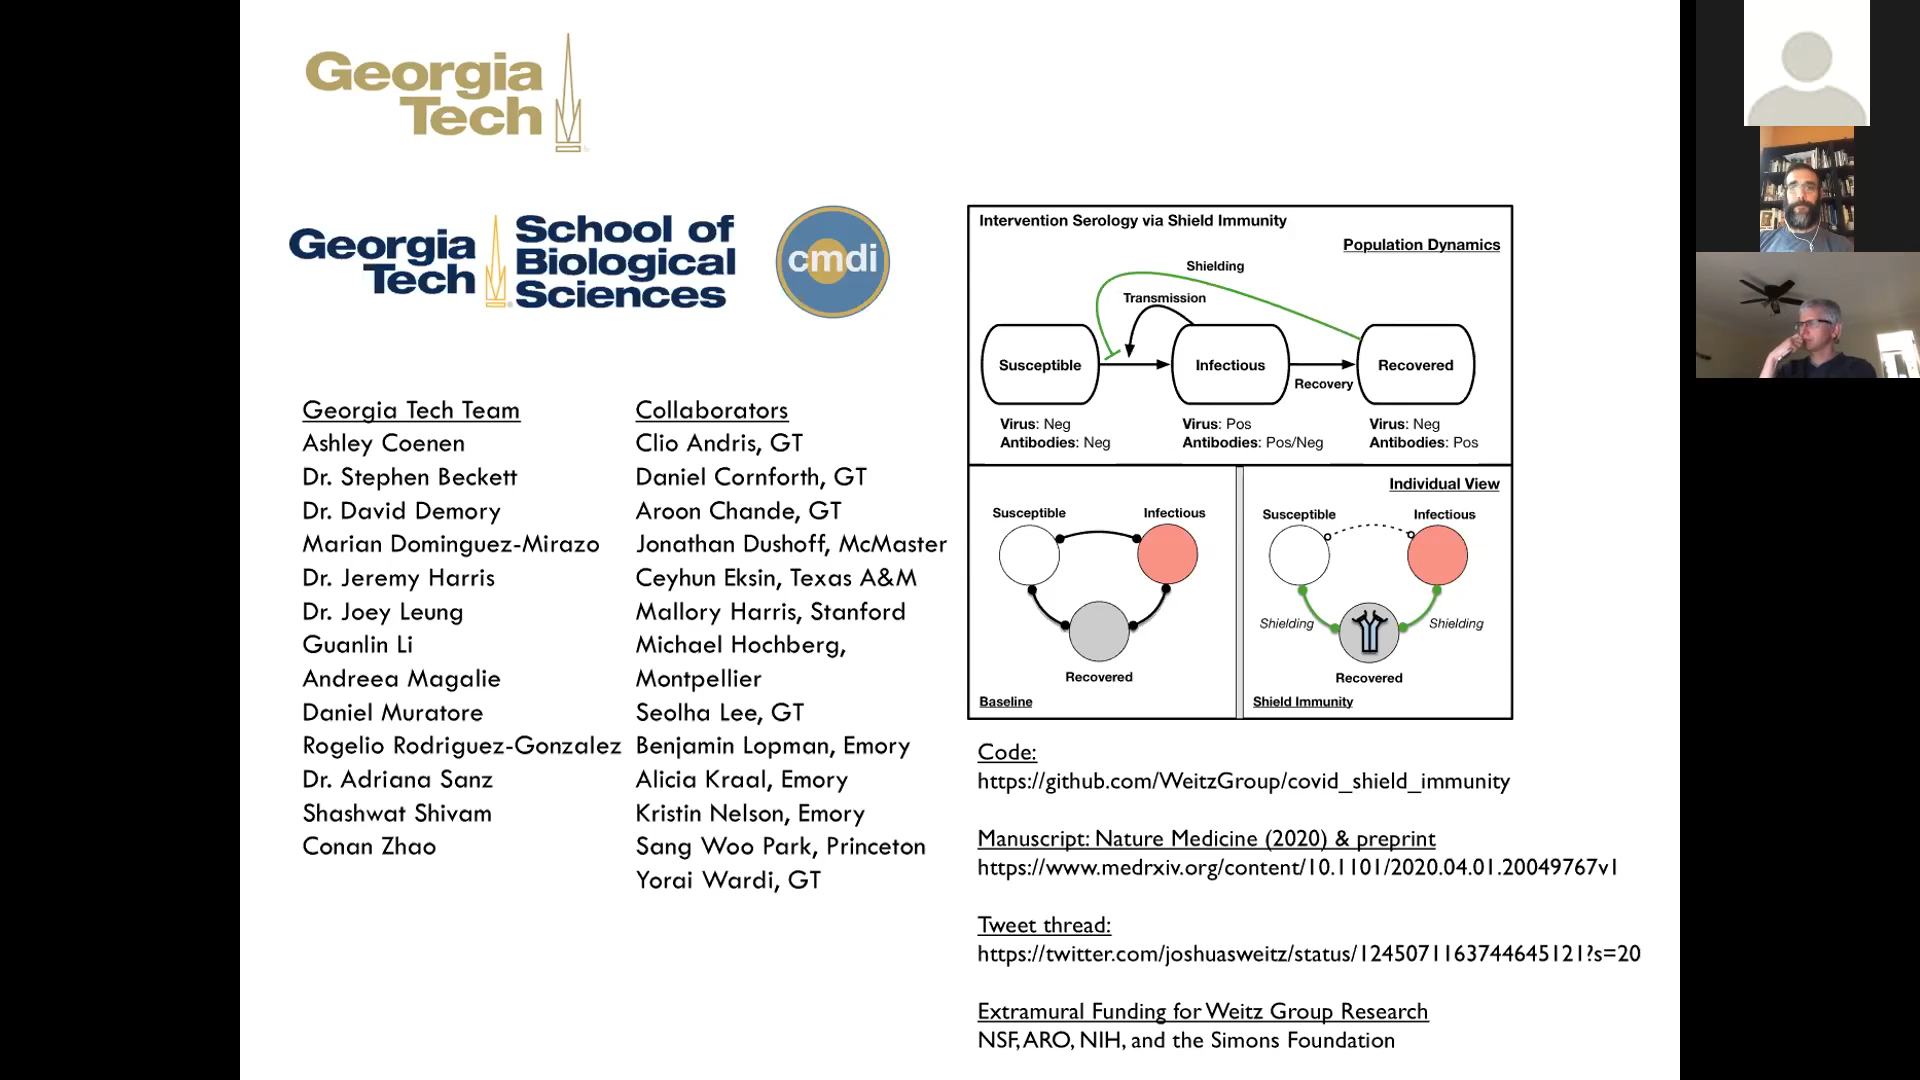 Georgia
Tech
Georgia
Tech
School of
Biological
Sciences
cmdi
Georgia Tech Team
Ashley Coenen
Dr. Stephen Beckett
Dr. David Demory
Marian Dominguez-Mirazo
Dr. Jeremy Harris
Dr. Joey Leung
Guanlin Li
Andreea Magalie
Daniel Muratore
Rogelio Rodriguez-Gonzalez
Dr. Adriana Sanz
Shashwat Shivam
Conan Zhao
Collaborators
Clio Andris, GT
Daniel Cornforth, GT
Aroon Chande, GT
Jonathan Dushoff, McMaster
Ceyhun Eksin, Texas A&M
Mallory Harris, Stanford
Michael Hochberg,
Montpellier
Seolha Lee, GT
Benjamin Lopman, Emory
Alicia Kraal, Emory
Kristin Nelson, Emory
Sang Woo Park, Princeton
Yorai Wardi, GT
Intervention Serology via Shield Immunity
Population Dynamics
Shielding
Transmission
Susceptible
Infectious
Recovered
Recovery
Virus: Neg
Antibodies: Neg
Virus: Pos
Antibodies: Pos/Neg
Virus: Neg
Antibodies: Pos
Susceptible
Infectious
Recovered
Baseline
Individual View
Susceptible
Infectious
Shielding
Shielding
Recovered
Shield Immunity
Code:
https://github.com/WeitzGroup/covid_shield_immunity
Manuscript: Nature Medicine (2020) & preprint
https://www.medrxiv.org/content/10.1101/2020.04.01.20049767v1
Tweet thread:
https://twitter.com/joshuasweitz/status/1245071163744645121?s=20
Extramural Funding for Weitz Group Research
NSF, ARO, NIH, and the Simons Foundation